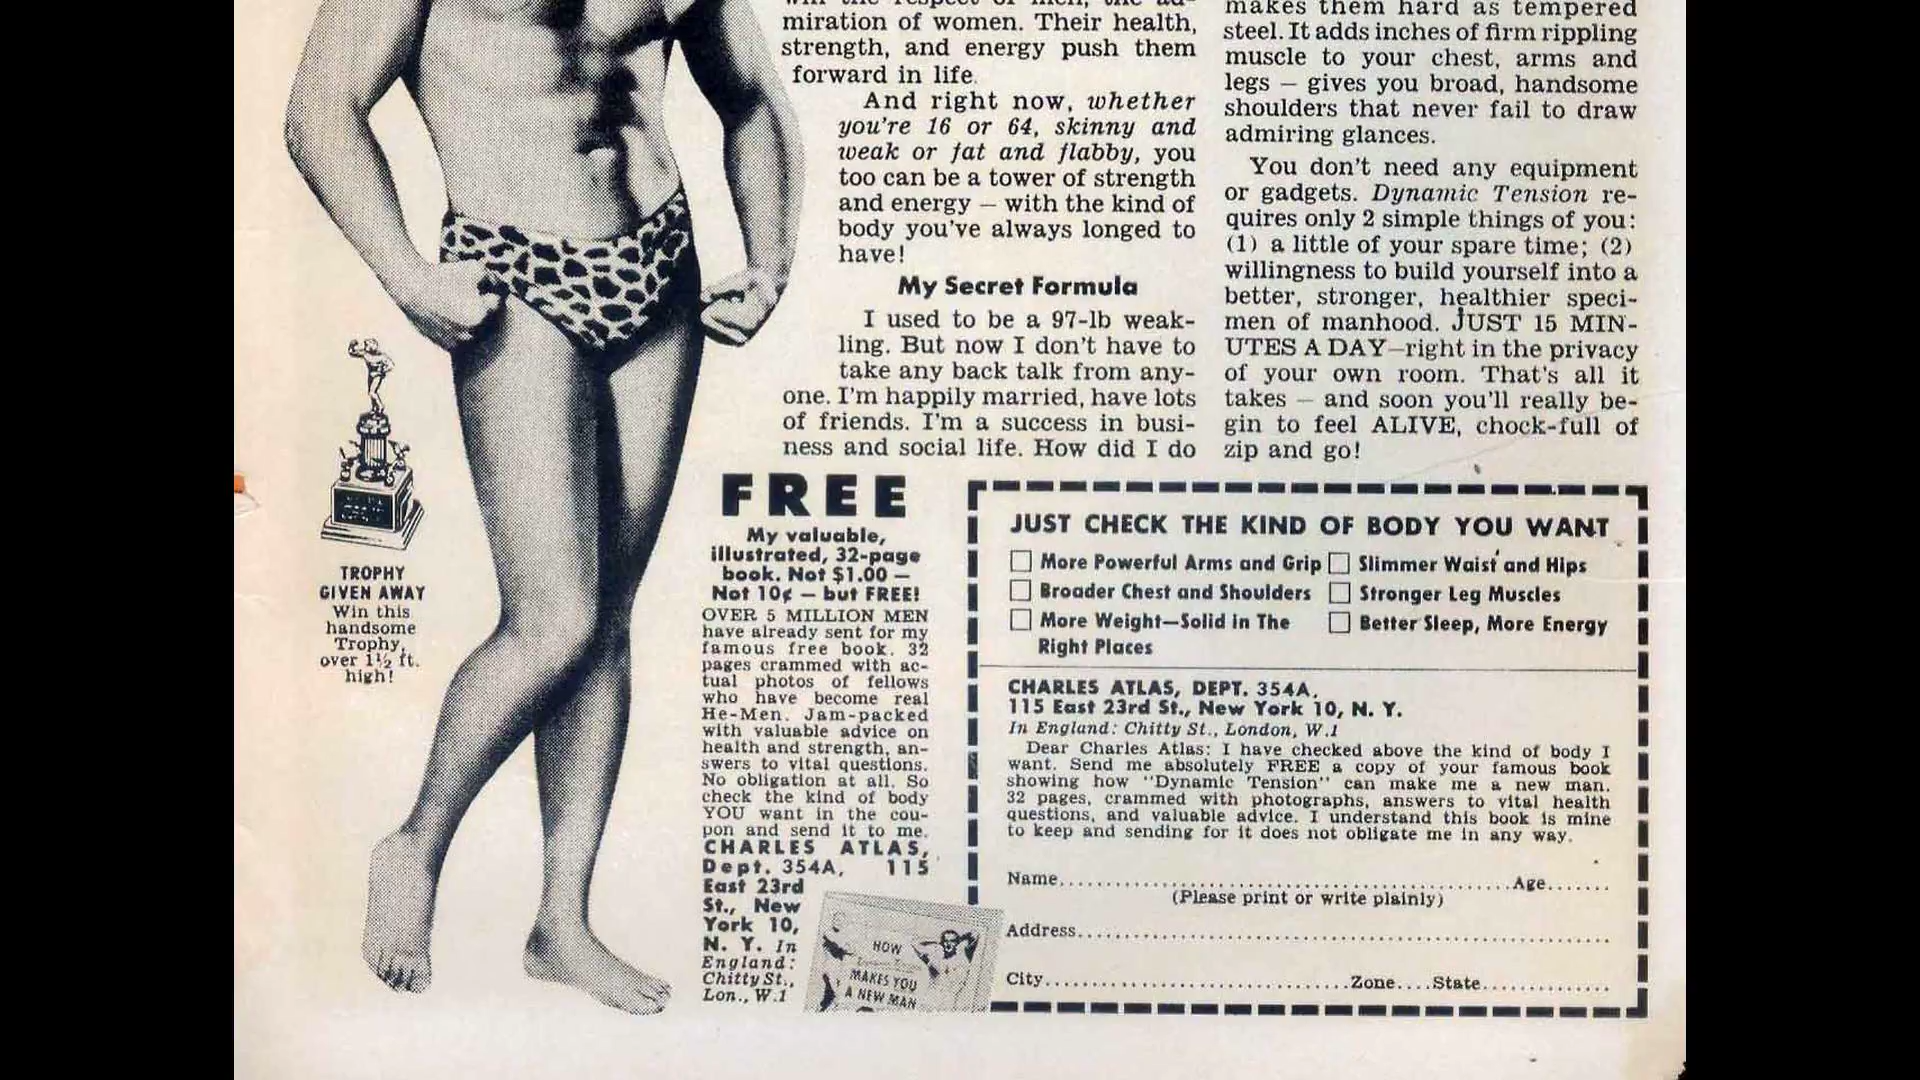 miration of women. Their health,
strength, and energy push them
forward in life.
And right now, whether
you're 16 or 64, skinny and
weak or fat and flabby, you
too can be a tower of strength
and energy – with the kind of
body you've always longed to
have!
My Secret Formula
I used to be a 97-lb weak-
ling. But now I don't have to
take any back talk from any-
one. I'm happily married, have lots
of friends. I'm a success in busi-
ness and social life. How did I do
makes them hard as tempered
steel. It adds inches of firm rippling
muscle to your chest, arms and
legs – gives you broad, handsome
shoulders that never fail to draw
admiring glances.
You don't need any equipment
or gadgets. Dynamic Tension re-
quires only 2 simple things of you:
(1) a little of your spare time; (2)
willingness to build yourself into a
better, stronger, healthier speci-
men of manhood. JUST 15 MIN-
UTES A DAY—right in the privacy
of your own room. That's all it
takes – and soon you'll really be-
gin to feel ALIVE, chock-full of
zip and go!
TROPHY
GIVEN AWAY
Win this
handsome
Trophy,
over 1½ ft.
high!
FREE
My valuable,
illustrated, 32-page
book. Not $1.00 –
Not 10¢ – but FREE!
OVER 5 MILLION MEN
have already sent for my
famous free book. 32
pages crammed with ac-
tual photos of fellows
who have become real
He-Men. Jam-packed
with valuable advice on
health and strength, an-
swers to vital questions.
No obligation at all. So
check the kind of body
YOU want in the cou-
pon and send it to me.
CHARLES ATLAS,
Dept. 354A, 115
East 23rd
St., New
York 10,
N. Y. In
England:
Chitty St.,
Lon., W.1
HOW
MAKES YOU
A NEW MAN
JUST CHECK THE KIND OF BODY YOU WANT
More Powerful Arms and Grip
Broader Chest and Shoulders
More Weight—Solid in The
Right Places
Slimmer Waist and Hips
Stronger Leg Muscles
Better Sleep, More Energy
CHARLES ATLAS, DEPT. 354A,
115 East 23rd St., New York 10, N. Y.
In England: Chitty St., London, W.1
Dear Charles Atlas: I have checked above the kind of body I
want. Send me absolutely FREE a copy of your famous book
showing how "Dynamic Tension" can make me a new man.
32 pages, crammed with photographs, answers to vital health
questions, and valuable advice. I understand this book is mine
to keep and sending for it does not obligate me in any way.
Name.......................................................Age.......
(Please print or write plainly)
Address...............................................................
City....................................Zone....State..............